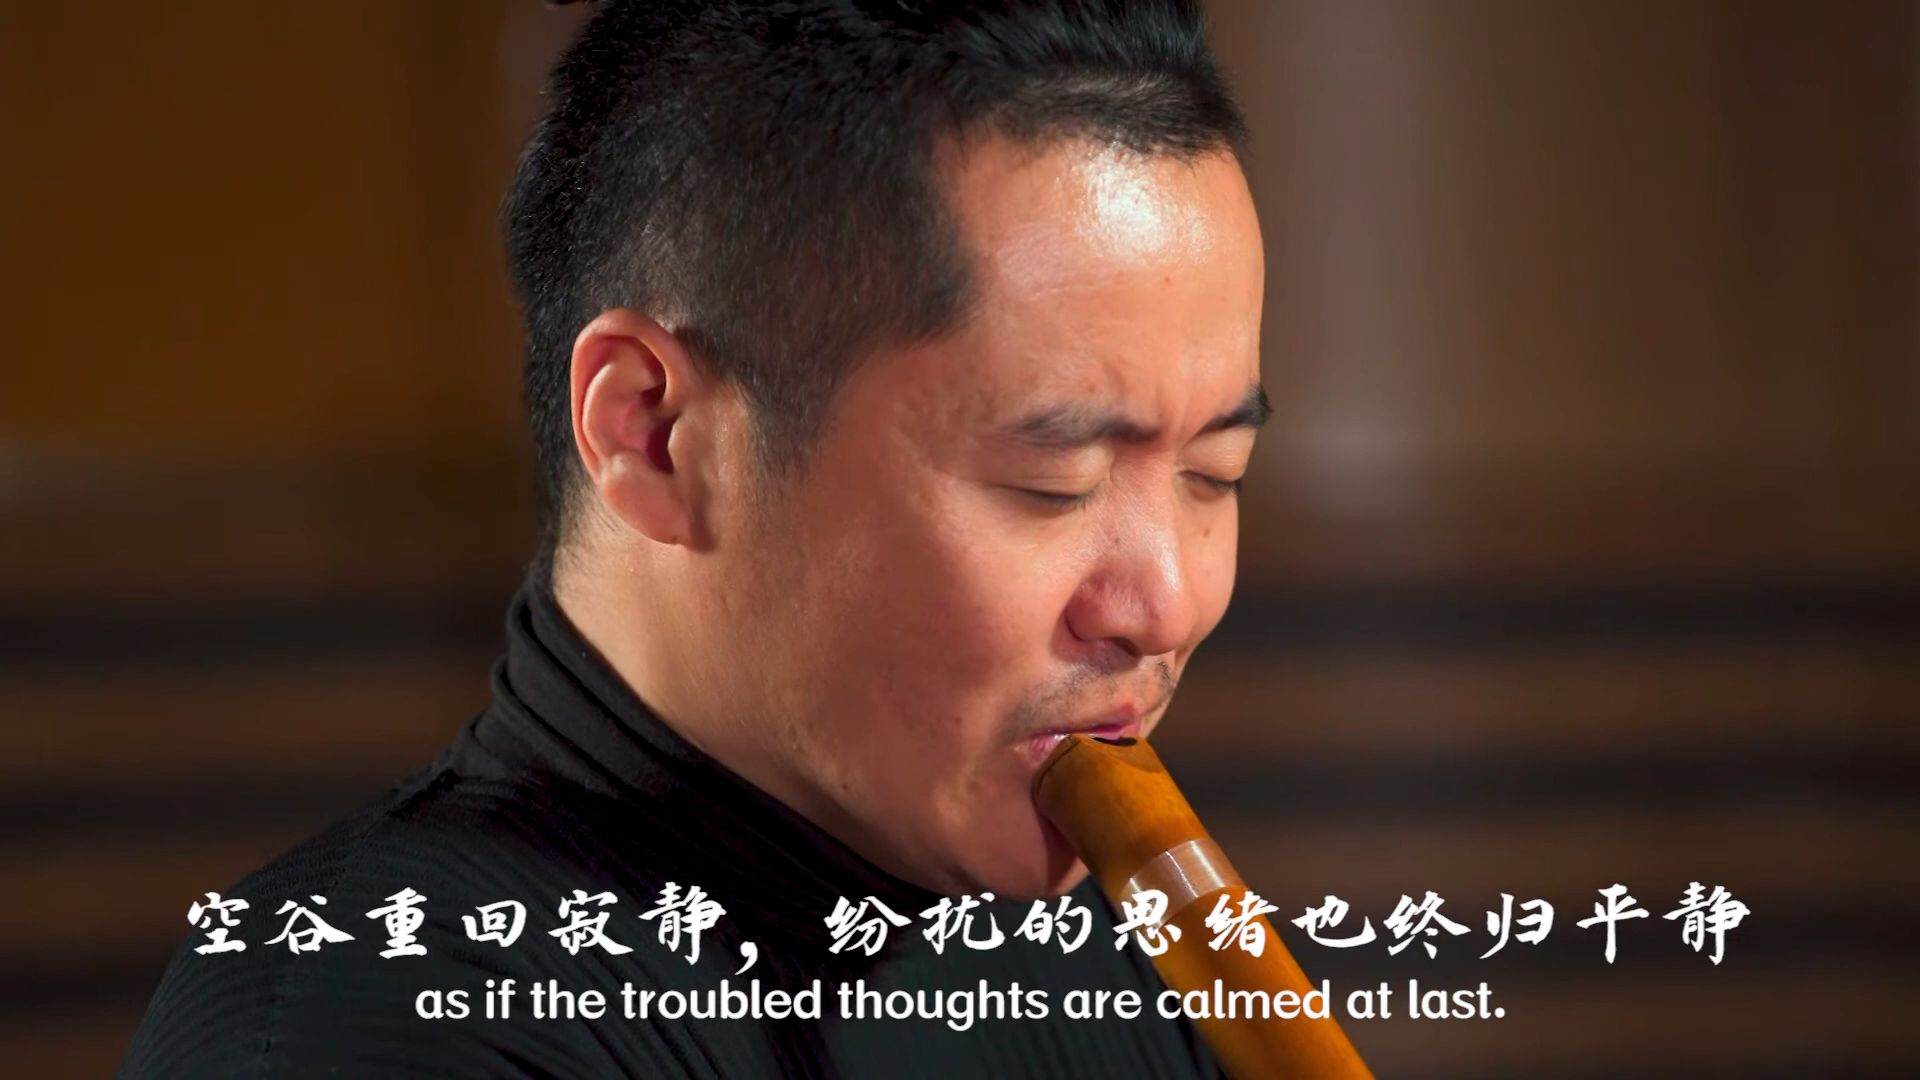 空谷重回寂静，纷扰的思绪也终归平静
as if the troubled thoughts are calmed at last.